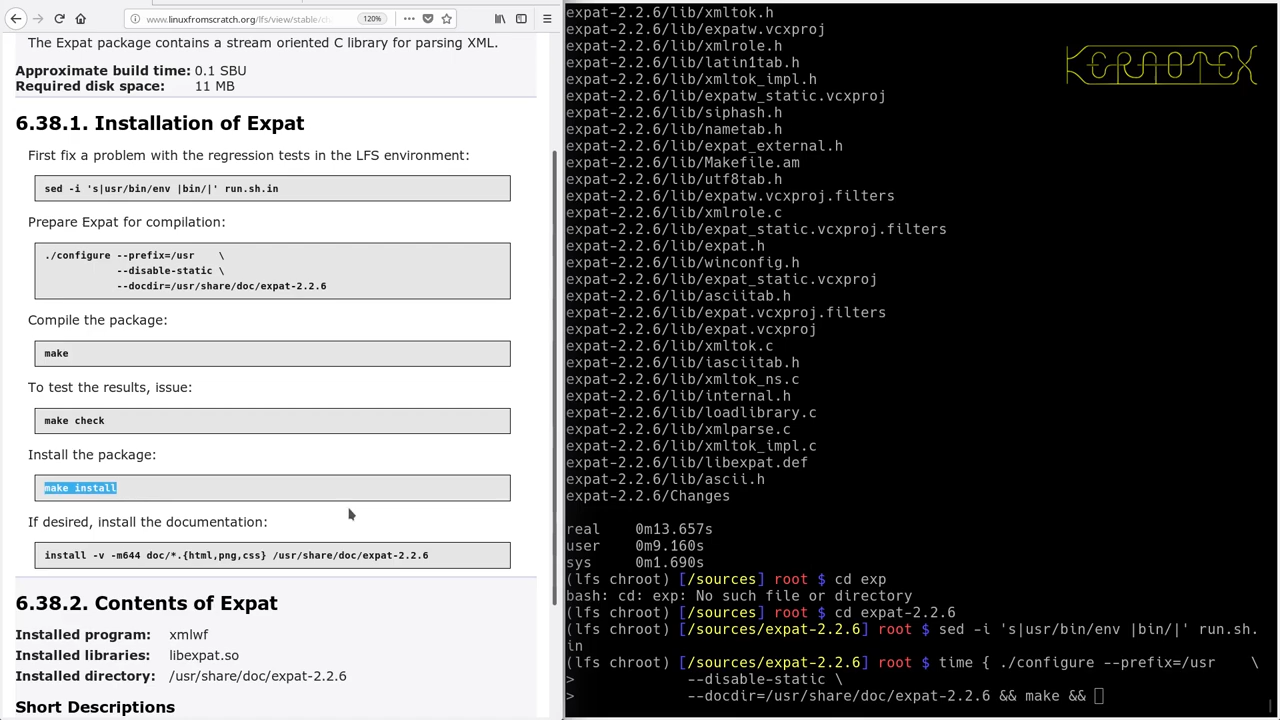 www.linuxfromscratch.org/lfs/view/stable/ch
120%
The Expat package contains a stream oriented C library for parsing XML.
Approximate build time: 0.1 SBU
Required disk space: 11 MB
6.38.1. Installation of Expat
First fix a problem with the regression tests in the LFS environment:
sed -i 's|usr/bin/env |bin/|' run.sh.in
Prepare Expat for compilation:
./configure --prefix=/usr    \
--disable-static \
--docdir=/usr/share/doc/expat-2.2.6
Compile the package:
make
To test the results, issue:
make check
Install the package:
make install
If desired, install the documentation:
install -v -m644 doc/*.{html,png,css} /usr/share/doc/expat-2.2.6
6.38.2. Contents of Expat
Installed program: xmlwf
Installed libraries: libexpat.so
Installed directory: /usr/share/doc/expat-2.2.6
Short Descriptions
expat-2.2.6/lib/xmltok.h
expat-2.2.6/lib/expatw.vcxproj
expat-2.2.6/lib/xmlrole.h
expat-2.2.6/lib/latin1tab.h
expat-2.2.6/lib/xmltok_impl.h
expat-2.2.6/lib/expatw_static.vcxproj
expat-2.2.6/lib/siphash.h
expat-2.2.6/lib/nametab.h
expat-2.2.6/lib/expat_external.h
expat-2.2.6/lib/Makefile.am
expat-2.2.6/lib/utf8tab.h
expat-2.2.6/lib/expatw.vcxproj.filters
expat-2.2.6/lib/xmlrole.c
expat-2.2.6/lib/expat_static.vcxproj.filters
expat-2.2.6/lib/expat.h
expat-2.2.6/lib/winconfig.h
expat-2.2.6/lib/expat_static.vcxproj
expat-2.2.6/lib/asciitab.h
expat-2.2.6/lib/expat.vcxproj.filters
expat-2.2.6/lib/expat.vcxproj
expat-2.2.6/lib/xmltok.c
expat-2.2.6/lib/iasciitab.h
expat-2.2.6/lib/xmltok_ns.c
expat-2.2.6/lib/internal.h
expat-2.2.6/lib/loadlibrary.c
expat-2.2.6/lib/xmlparse.c
expat-2.2.6/lib/xmltok_impl.c
expat-2.2.6/lib/libexpat.def
expat-2.2.6/lib/ascii.h
expat-2.2.6/Changes
real    0m13.657s
user    0m9.160s
sys     0m1.690s
(lfs chroot) [/sources] root $ cd exp
bash: cd: exp: No such file or directory
(lfs chroot) [/sources] root $ cd expat-2.2.6
(lfs chroot) [/sources/expat-2.2.6] root $ sed -i 's|usr/bin/env |bin/|' run.sh.
in
(lfs chroot) [/sources/expat-2.2.6] root $ time { ./configure --prefix=/usr    \
>             --disable-static \
>             --docdir=/usr/share/doc/expat-2.2.6 && make &&